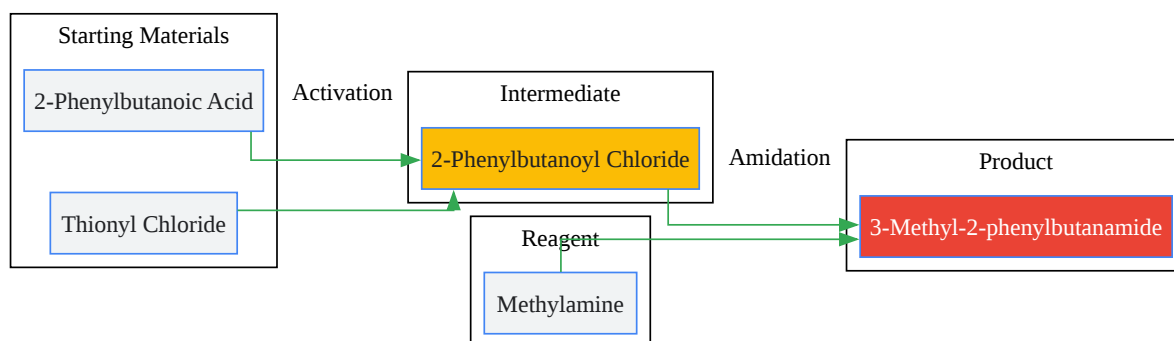 Starting Materials
2-Phenylbutanoic Acid
Thionyl Chloride
Activation
Intermediate
2-Phenylbutanoyl Chloride
Reagent
Methylamine
Amidation
Product
3-Methyl-2-phenylbutanamide